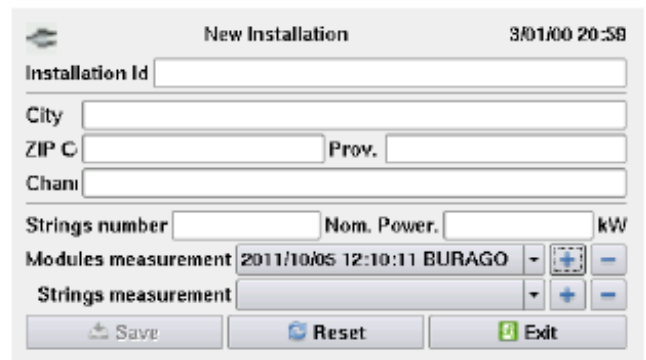 New Installation 3/01/00 20:59
Installation Id
City
ZIP C Prov.
Chani
Strings number Nom. Power. kW
Modules measurement 2011/10/05 12:10:11 BURAGO
Strings measurement
Save Reset Exit